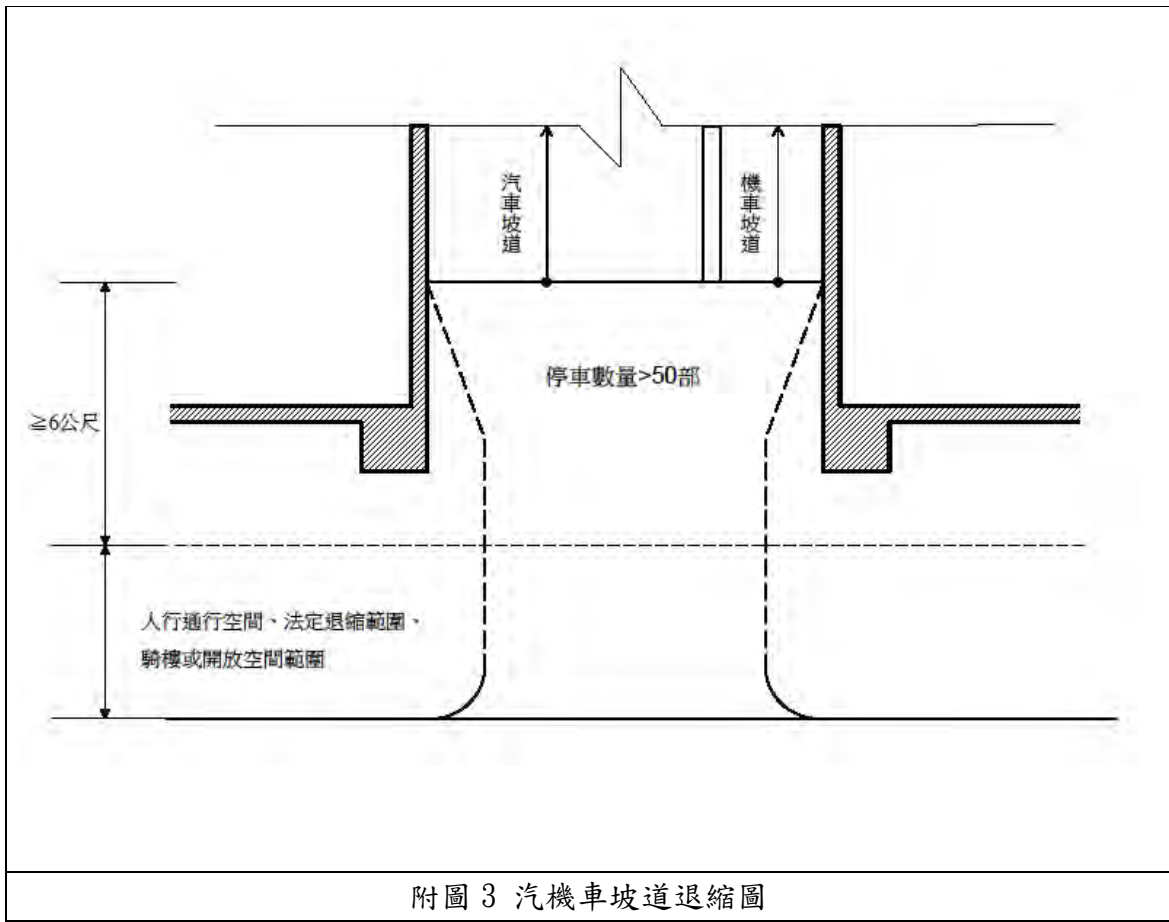 汽車坡道
機車坡道
停車數量>50部
≧6公尺
人行通行空間、法定退縮範圍、
騎樓或開放空間範圍
附圖 3 汽機車坡道退縮圖